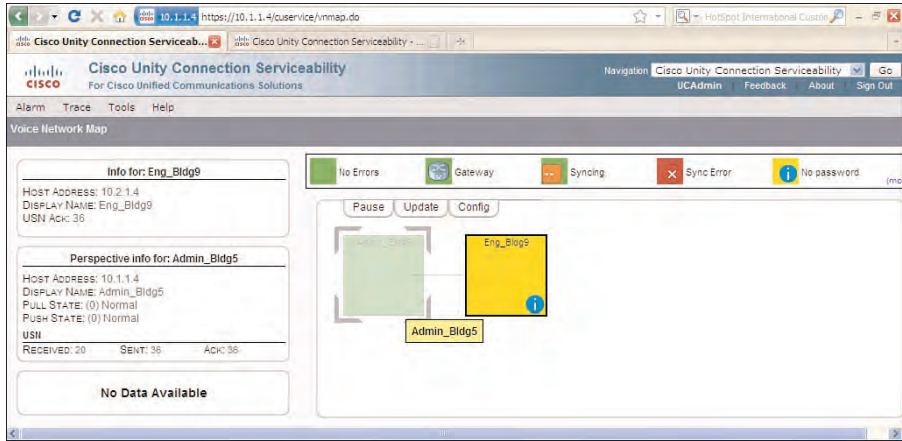 10.1.1.4 https://10.1.1.4/cuservice/vnmap.do
HotSpot International Custom
Cisco Unity Connection Serviceab...
Cisco Unity Connection Serviceability - ...
CISCO
Cisco Unity Connection Serviceability
For Cisco Unified Communications Solutions
Navigation Cisco Unity Connection Serviceability Go
UCAdmin Feedback About Sign Out
Alarm Trace Tools Help
Voice Network Map
Info for: Eng_Bldg9
HOST ADDRESS: 10.2.1.4
DISPLAY NAME: Eng_Bldg9
USN ACK: 36
Perspective info for: Admin_Bldg5
HOST ADDRESS: 10.1.1.4
DISPLAY NAME: Admin_Bldg5
PULL STATE: (0) Normal
PUSH STATE: (0) Normal
USN
RECEIVED: 20 SENT: 36 ACK: 36
No Data Available
No Errors Gateway Syncing Sync Error No password
(mo
Pause Update Config
Eng_Bldg9
Admin_Bldg5